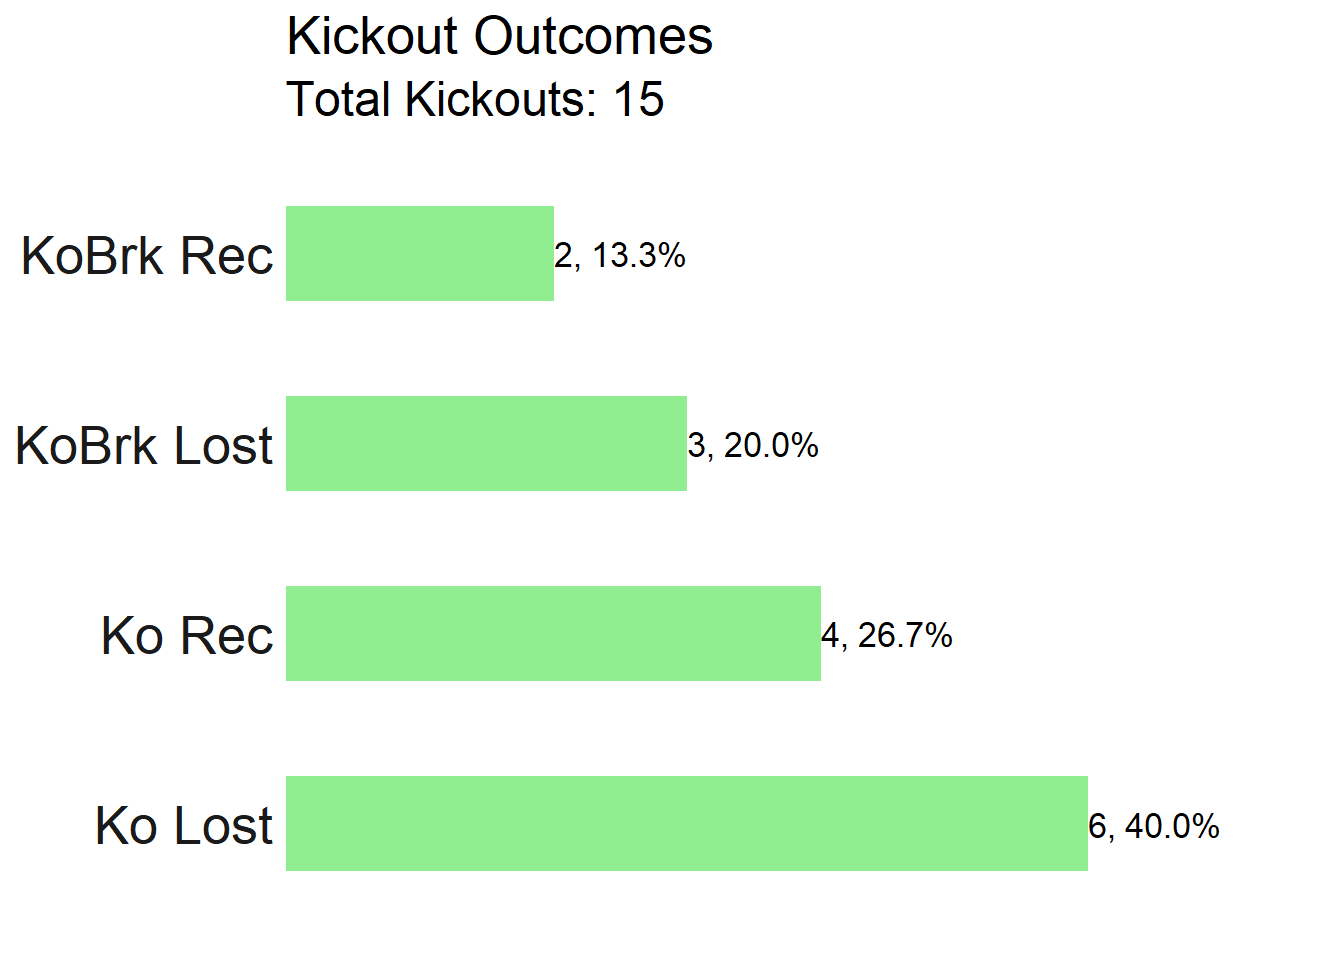 Kickout Outcomes
Total Kickouts: 15
KoBrk Rec
2, 13.3%
KoBrk Lost
3, 20.0%
Ko Rec
4, 26.7%
Ko Lost
6, 40.0%